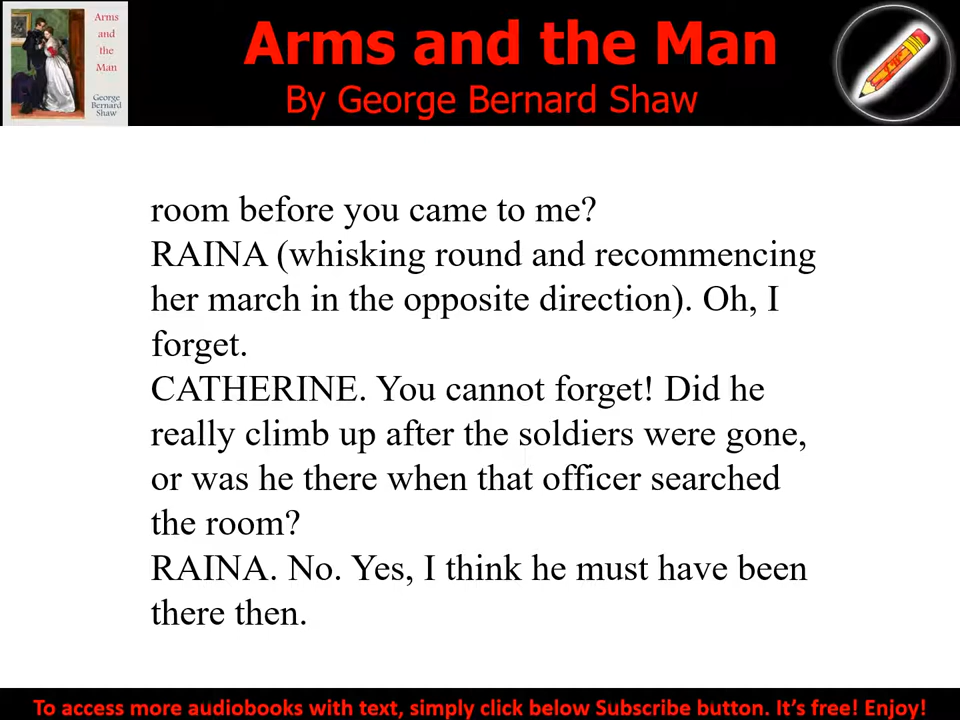 Arms
and
the
Man
George
Bernard
Shaw
Arms and the Man
By George Bernard Shaw
room before you came to me?
RAINA (whisking round and recommencing
her march in the opposite direction). Oh, I
forget.
CATHERINE. You cannot forget! Did he
really climb up after the soldiers were gone,
or was he there when that officer searched
the room?
RAINA. No. Yes, I think he must have been
there then.
To access more audiobooks with text, simply click below Subscribe button. It's free! Enjoy!